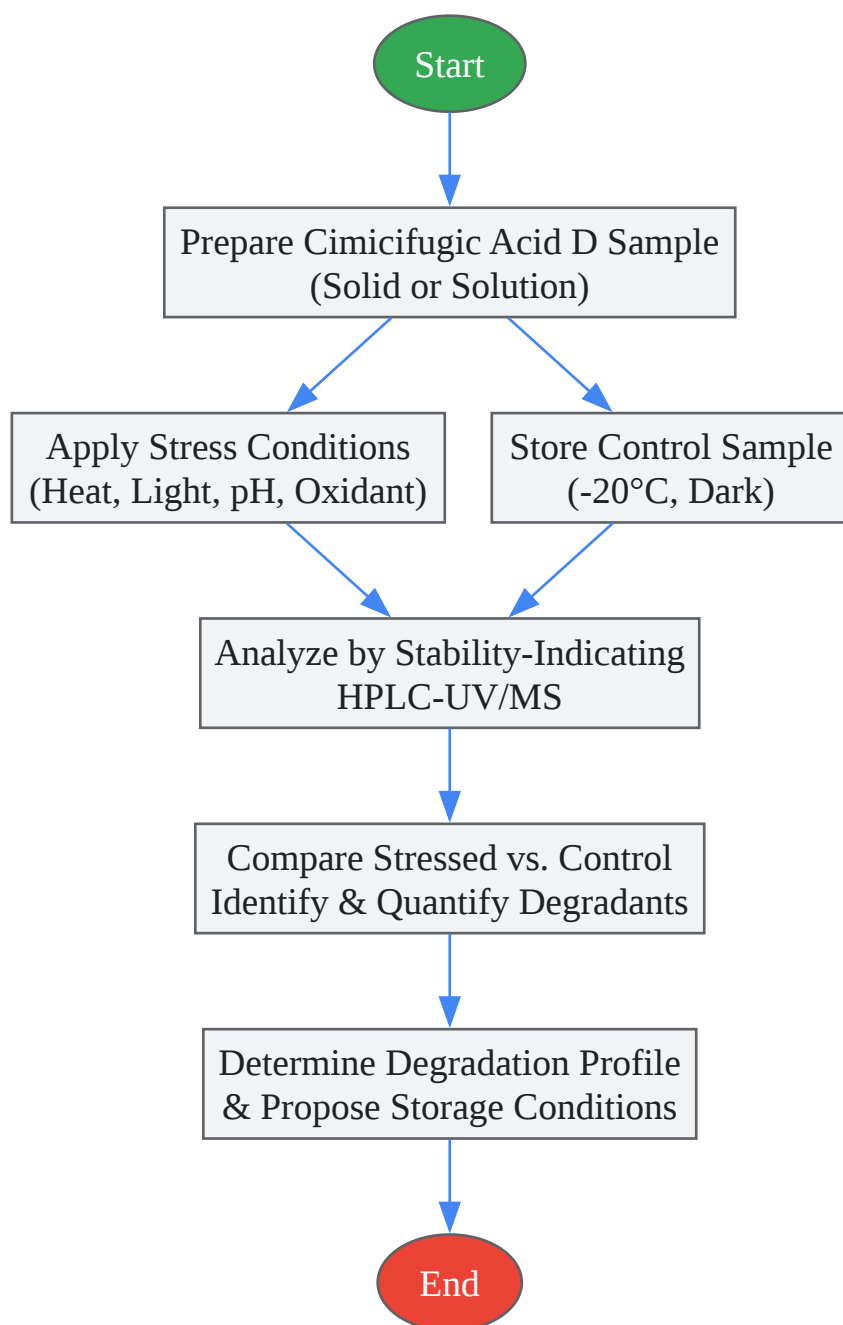 Start
Prepare Cimicifugic Acid D Sample
(Solid or Solution)
Apply Stress Conditions
(Heat, Light, pH, Oxidant)
Store Control Sample
(-20°C, Dark)
Analyze by Stability-Indicating
HPLC-UV/MS
Compare Stressed vs. Control
Identify & Quantify Degradants
Determine Degradation Profile
& Propose Storage Conditions
End